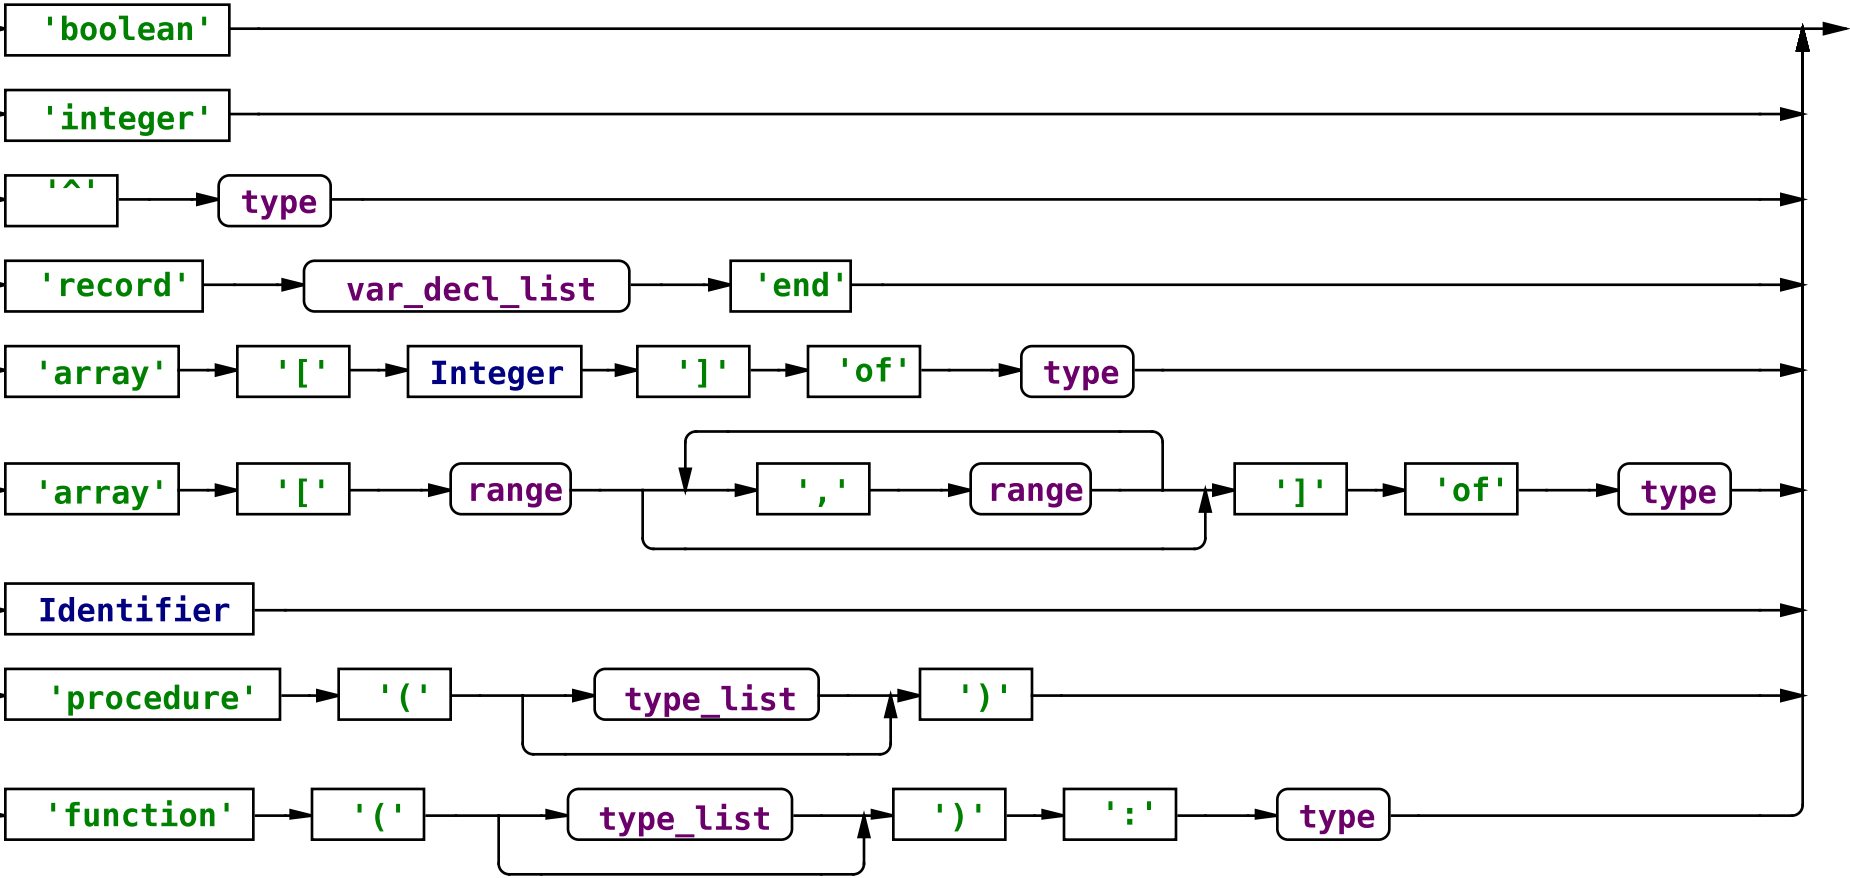 'boolean'
'integer'
'^' type
'record' var_decl_list 'end'
'array' '[' Integer ']' 'of' type
'array' '[' range ',' range ']' 'of' type
Identifier
'procedure' '(' type_list ')'
'function' '(' type_list ')' ':' type